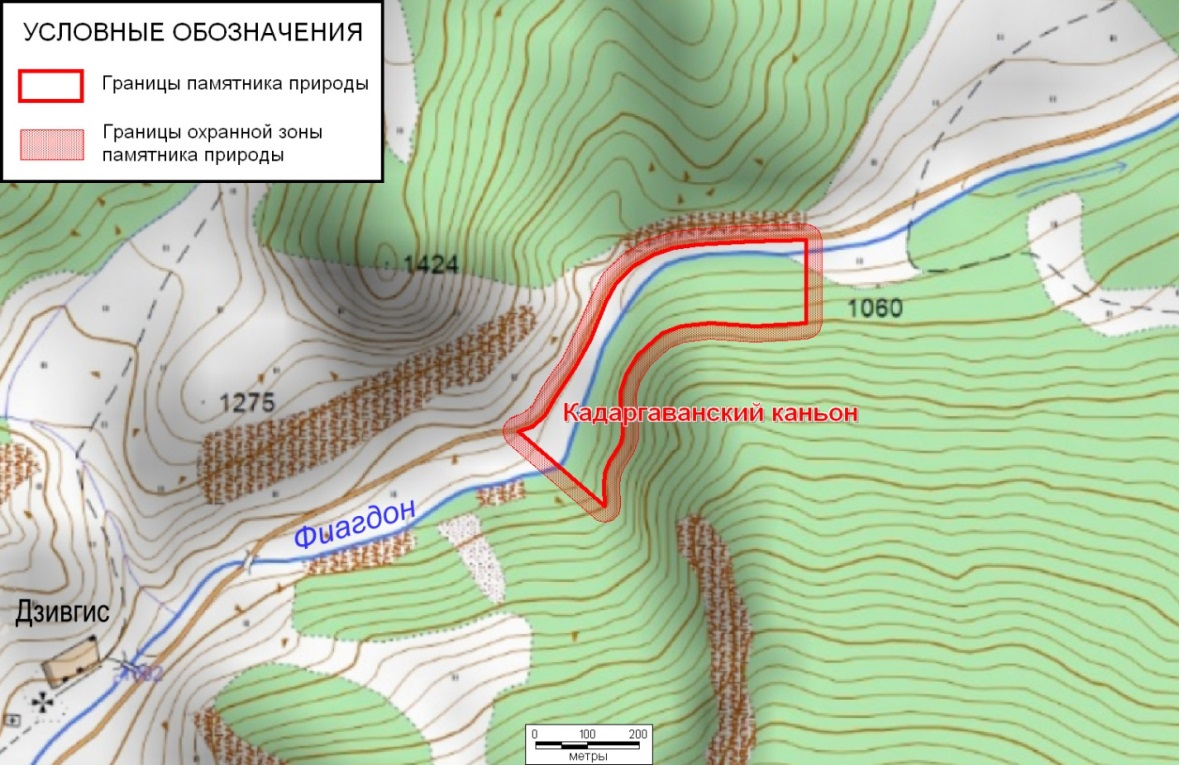 УСЛОВНЫЕ ОБОЗНАЧЕНИЯ
Границы памятника природы
Границы охранной зоны
памятника природы
1424
1060
1275
Кадаргаванский каньон
Фиагдон
Дзивгис
0 100 200
метры